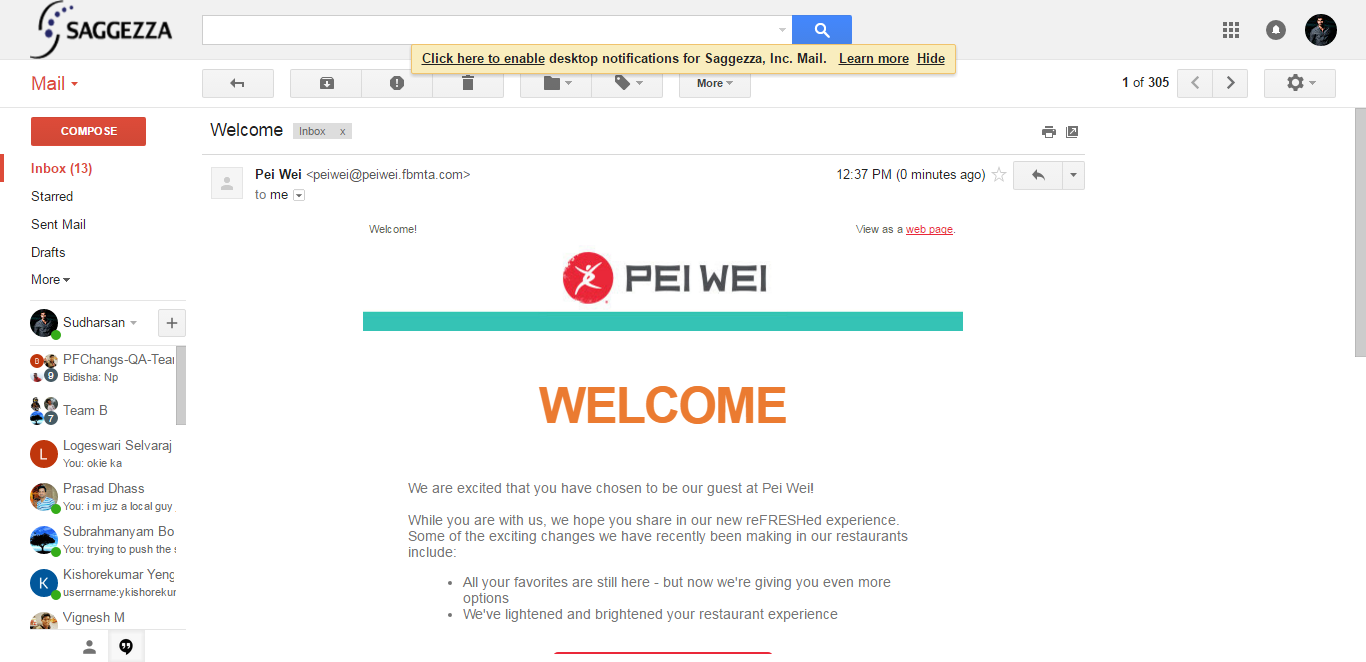 SAGGEZZA
Click here to enable desktop notifications for Saggezza, Inc. Mail. Learn more Hide
Mail
More
1 of 305
COMPOSE
Welcome
Inbox x
Inbox (13)
Starred
Sent Mail
Drafts
More
Pei Wei <peiwei@peiwei.fbmta.com>
12:37 PM (0 minutes ago)
to me
Welcome!
View as a web page.
PEI WEI
WELCOME
We are excited that you have chosen to be our guest at Pei Wei!
While you are with us, we hope you share in our new reFRESHed experience.
Some of the exciting changes we have recently been making in our restaurants
include:
• All your favorites are still here - but now we're giving you even more
options
• We've lightened and brightened your restaurant experience
Sudharsan
PFChangs-QA-Tea
9
Bidisha: Np
7
Team B
L
Logeswari Selvaraj
You: okie ka
Prasad Dhass
You: i m juz a local guy
Subrahmanyam Bo
You: trying to push the s
K
Kishorekumar Yeng
userrname:ykishorekur
Vignesh M